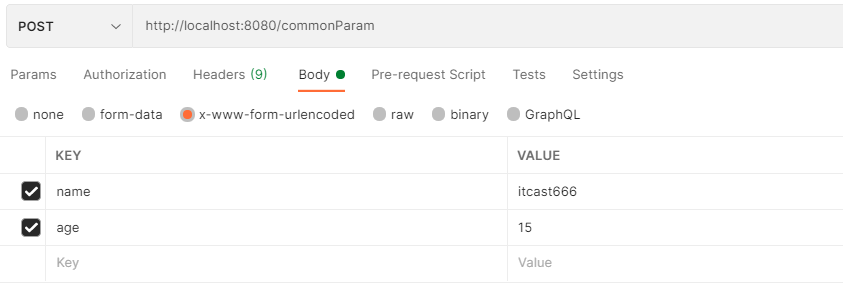 POST http://localhost:8080/commonParam
Params Authorization Headers (9) Body Pre-request Script Tests Settings
none form-data x-www-form-urlencoded raw binary GraphQL
KEY VALUE
name itcast666
age 15
Key Value